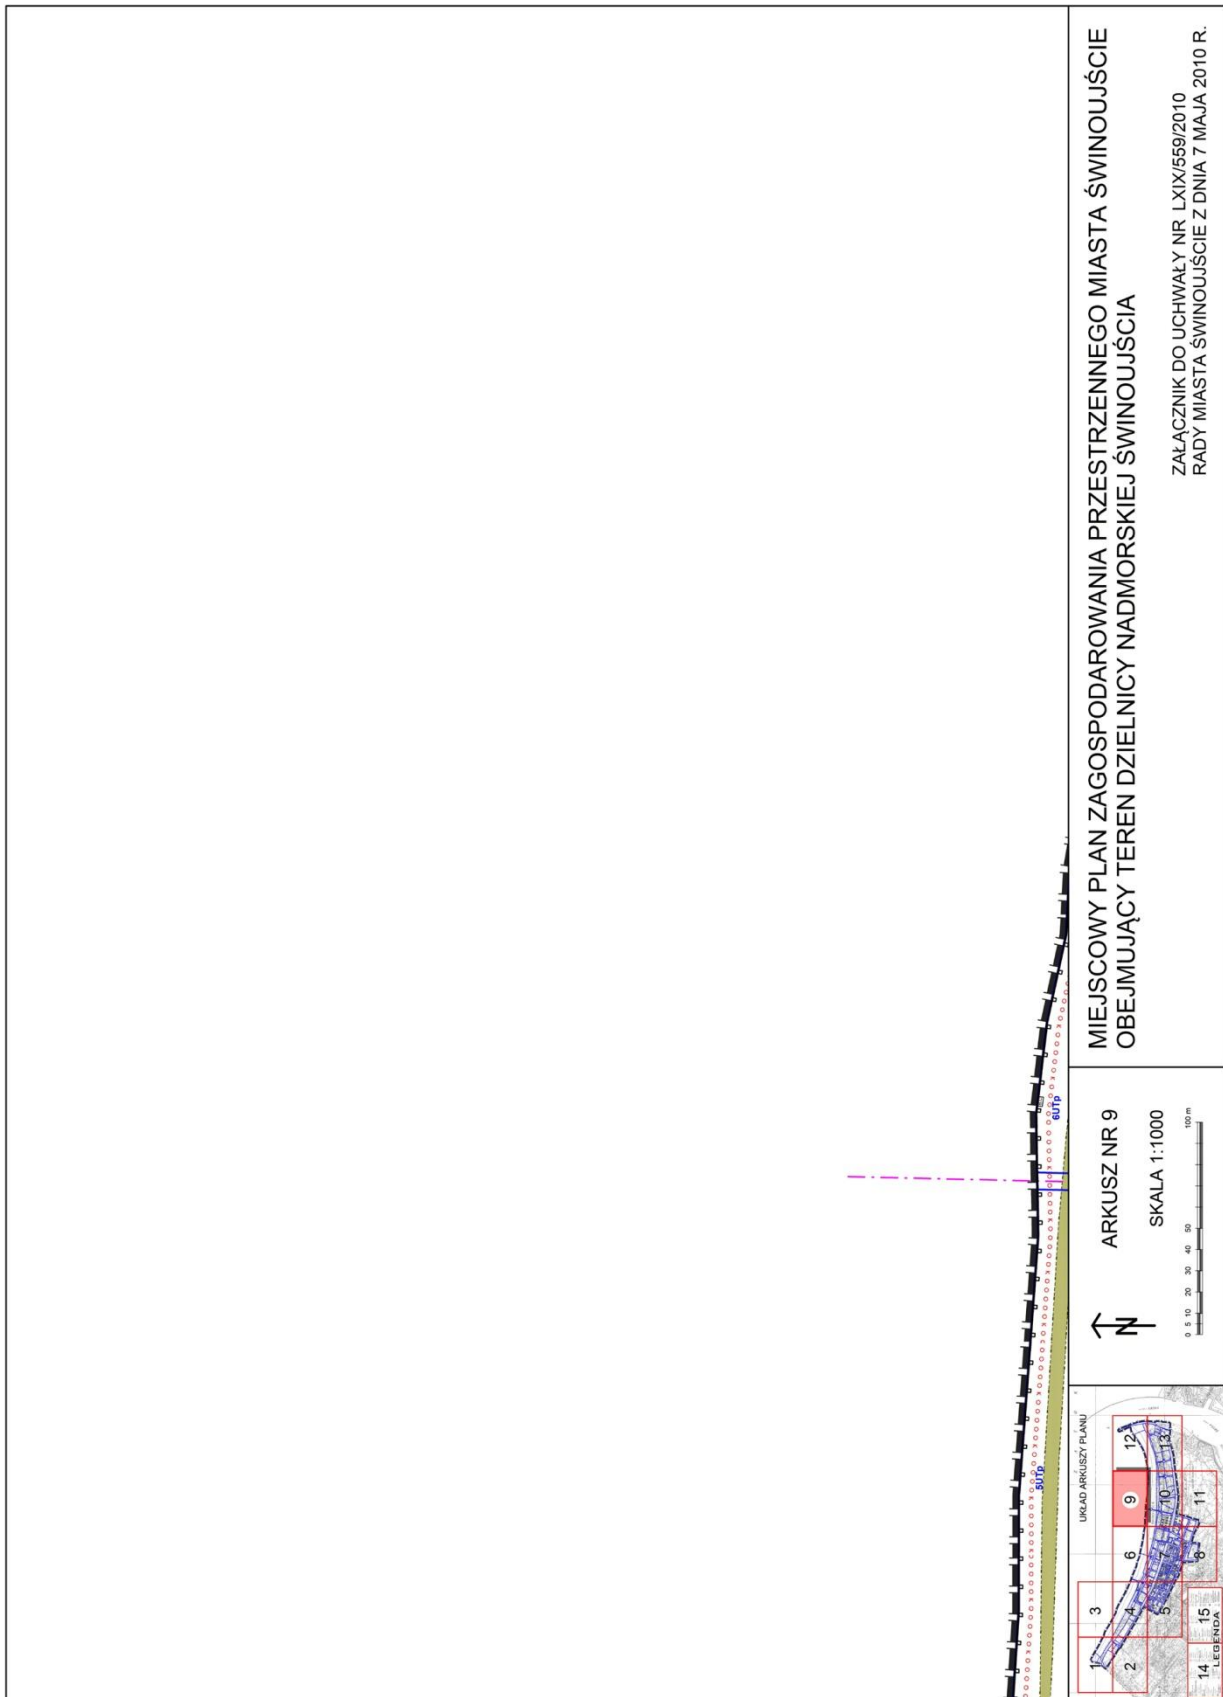 MIEJSCOWY PLAN ZAGOSPODAROWANIA PRZESTRZENNEGO MIASTA ŚWINOUJŚCIE
OBEJMUJĄCY TEREN DZIELNICY NADMORSKIEJ ŚWINOUJŚCIA
ZAŁĄCZNIK DO UCHWAŁY NR LXIX/559/2010
RADY MIASTA ŚWINOUJŚCIE Z DNIA 7 MAJA 2010 R.
ARKUSZ NR 9
SKALA 1:1000
N
0 5 10 20 30 40 50 100 m
UKŁAD ARKUSZY PLANU
1
2
3
4
5
6
7
8
9
10
11
12
13
14
15
LEGENDA
5UTp
6UTp